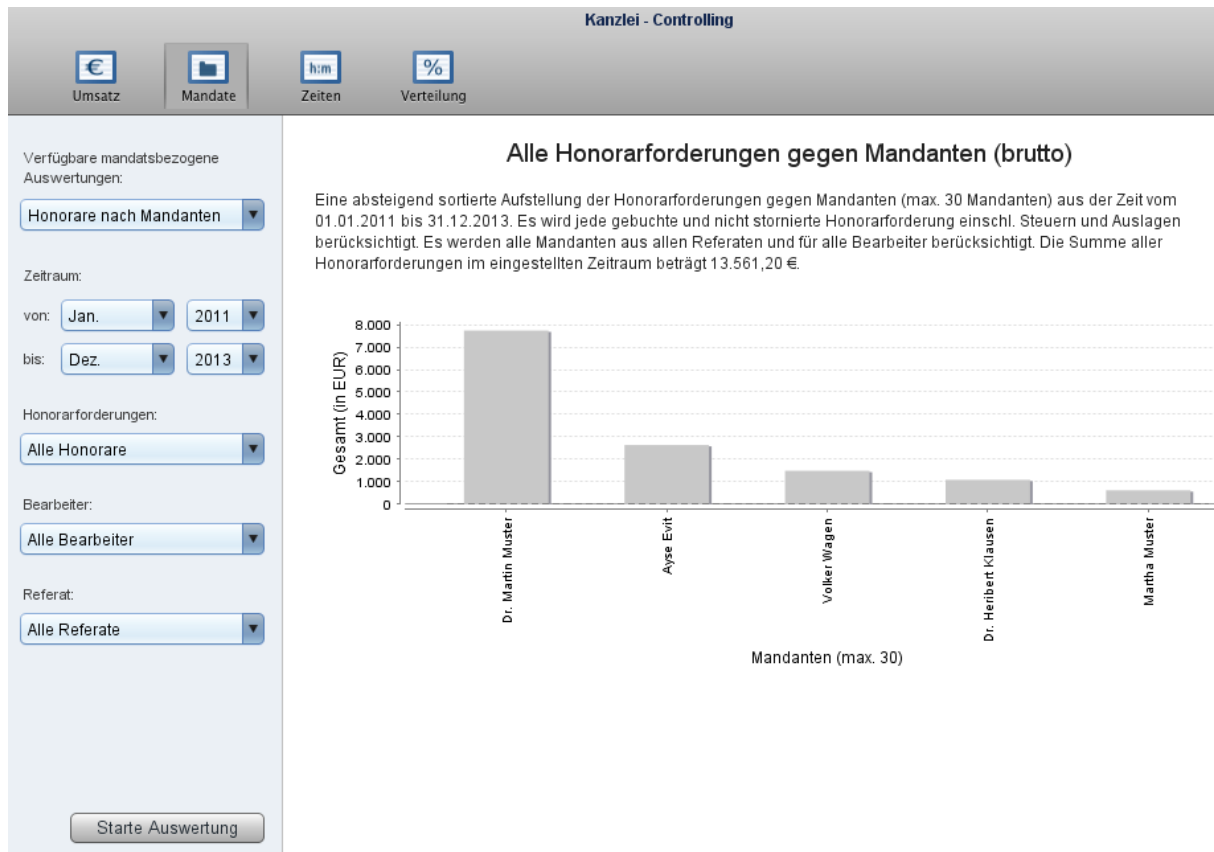 Kanzlei - Controlling
€
h:m
%
Umsatz
Mandate
Zeiten
Verteilung
Verfügbare mandatsbezogene
Auswertungen:
Honorare nach Mandanten
Zeitraum:
von:
Jan.
2011
bis:
Dez.
2013
Honorarforderungen:
Alle Honorare
Bearbeiter:
Alle Bearbeiter
Referat:
Alle Referate
Starte Auswertung
Alle Honorarforderungen gegen Mandanten (brutto)
Eine absteigend sortierte Aufstellung der Honorarforderungen gegen Mandanten (max. 30 Mandanten) aus der Zeit vom
01.01.2011 bis 31.12.2013. Es wird jede gebuchte und nicht stornierte Honorarforderung einschl. Steuern und Auslagen
berücksichtigt. Es werden alle Mandanten aus allen Referaten und für alle Bearbeiter berücksichtigt. Die Summe aller
Honorarforderungen im eingestellten Zeitraum beträgt 13.561,20 €.
Gesamt (in EUR)
8.000
7.000
6.000
5.000
4.000
3.000
2.000
1.000
0
Dr. Martin Muster
Ayse Evit
Volker Wagen
Dr. Heribert Klausen
Martha Muster
Mandanten (max. 30)